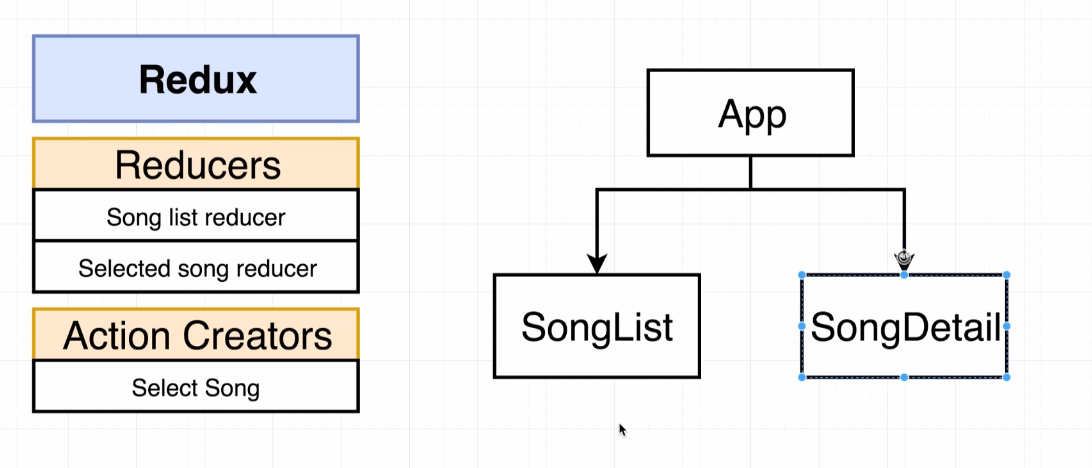 Redux
Reducers
Song list reducer
Selected song reducer
Action Creators
Select Song
App
SongList
SongDetail